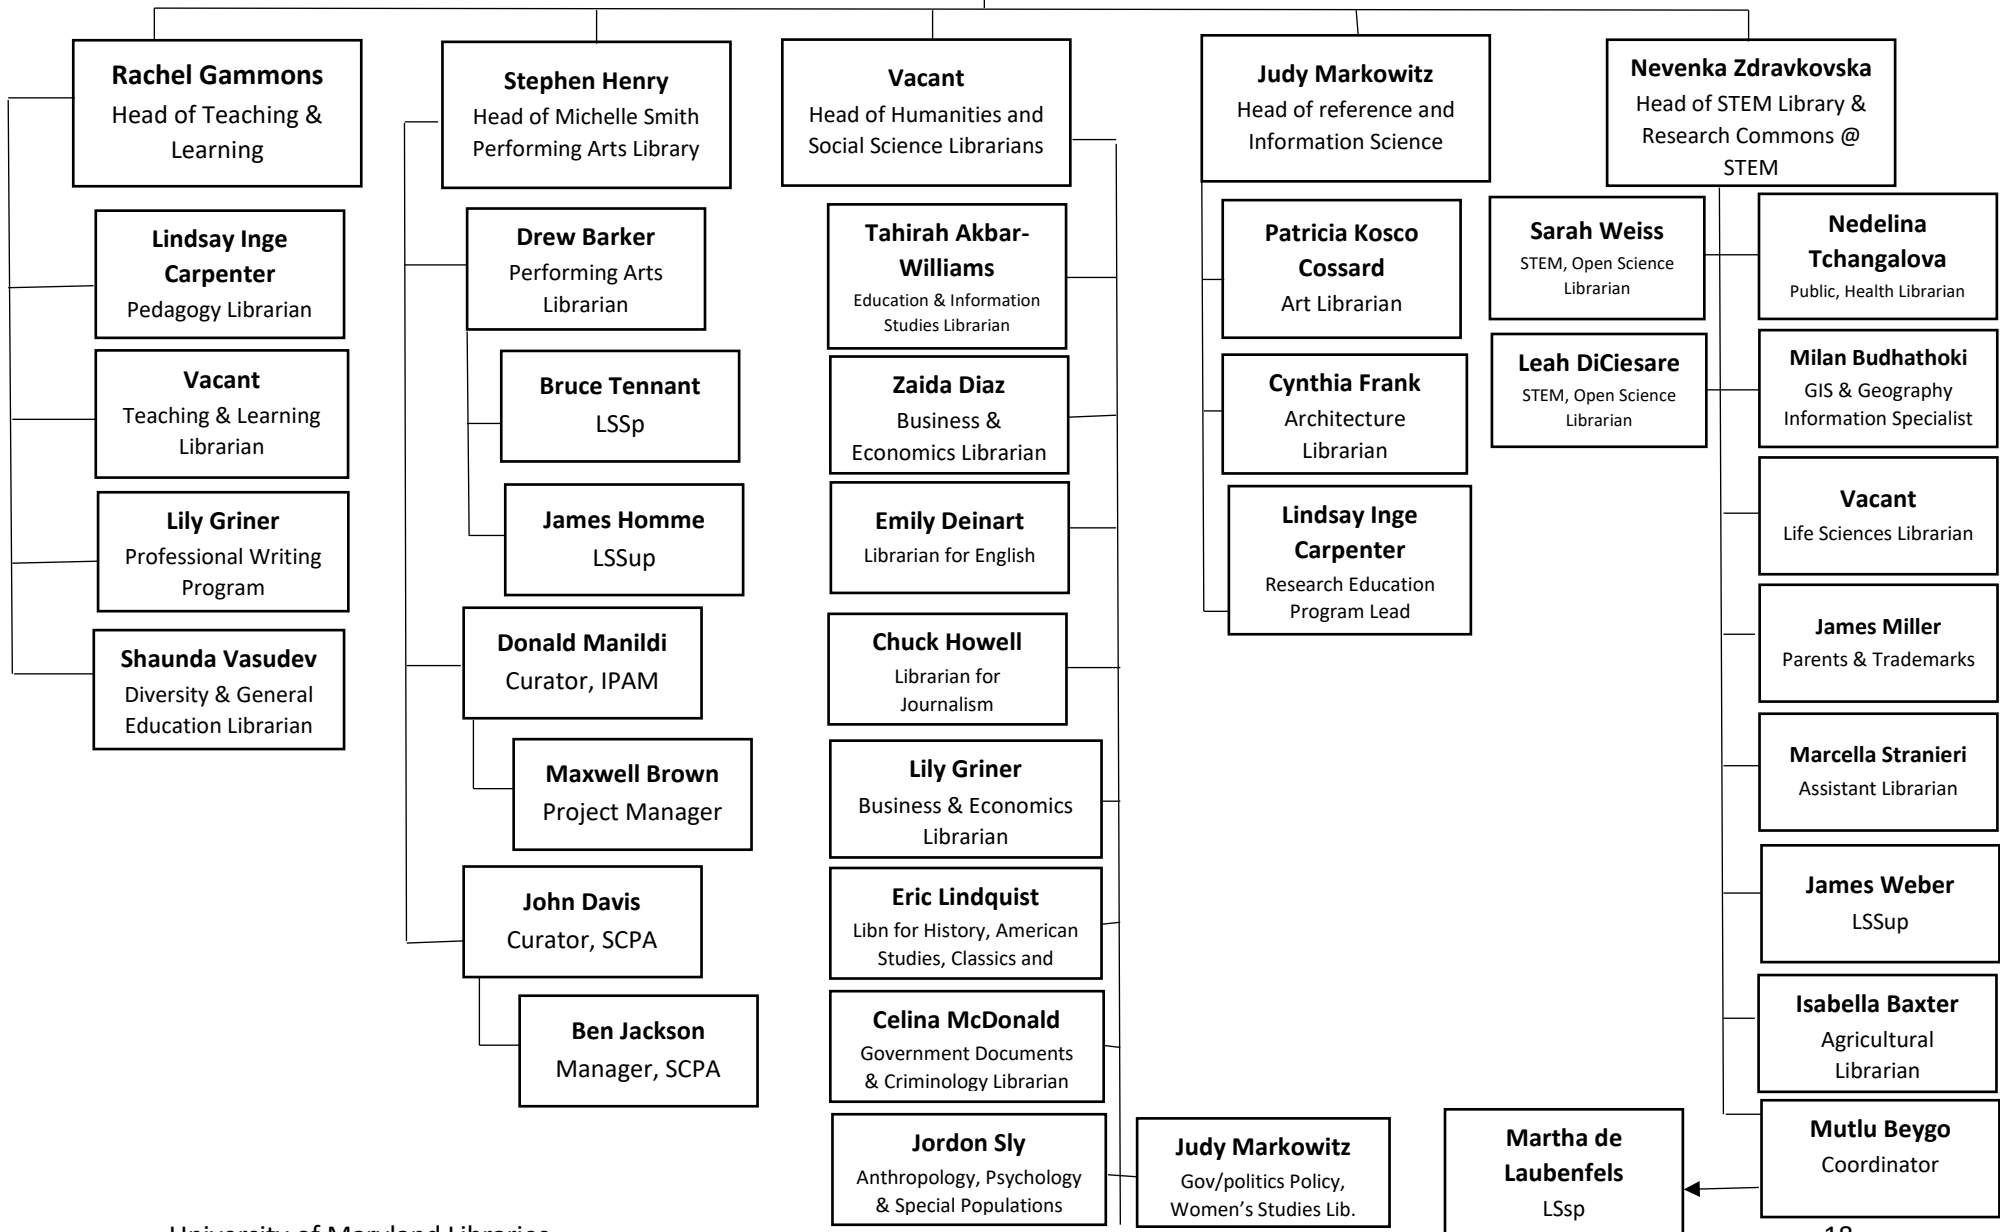 Rachel Gammons
Head of Teaching &
Learning
Lindsay Inge
Carpenter
Pedagogy Librarian
Vacant
Teaching & Learning
Librarian
Lily Griner
Professional Writing
Program
Shaunda Vasudev
Diversity & General
Education Librarian
Stephen Henry
Head of Michelle Smith
Performing Arts Library
Drew Barker
Performing Arts
Librarian
Bruce Tennant
LSSp
James Homme
LSSup
Donald Manildi
Curator, IPAM
Maxwell Brown
Project Manager
John Davis
Curator, SCPA
Ben Jackson
Manager, SCPA
Vacant
Head of Humanities and
Social Science Librarians
Tahirah Akbar-
Williams
Education & Information
Studies Librarian
Zaida Diaz
Business &
Economics Librarian
Emily Deinart
Librarian for English
Chuck Howell
Librarian for
Journalism
Lily Griner
Business & Economics
Librarian
Eric Lindquist
Libn for History, American
Studies, Classics and
Celina McDonald
Government Documents
& Criminology Librarian
Jordon Sly
Anthropology, Psychology
& Special Populations
Judy Markowitz
Gov/politics Policy,
Women's Studies Lib.
Judy Markowitz
Head of reference and
Information Science
Patricia Kosco
Cossard
Art Librarian
Cynthia Frank
Architecture
Librarian
Lindsay Inge
Carpenter
Research Education
Program Lead
Nevenka Zdravkovska
Head of STEM Library &
Research Commons @
STEM
Sarah Weiss
STEM, Open Science
Librarian
Leah DiCiesare
STEM, Open Science
Librarian
Nedelina
Tchangalova
Public, Health Librarian
Milan Budhathoki
GIS & Geography
Information Specialist
Vacant
Life Sciences Librarian
James Miller
Parents & Trademarks
Marcella Stranieri
Assistant Librarian
James Weber
LSSup
Isabella Baxter
Agricultural
Librarian
Mutlu Beygo
Coordinator
Martha de
Laubenfels
LSsp
University of Maryland Libraries
18